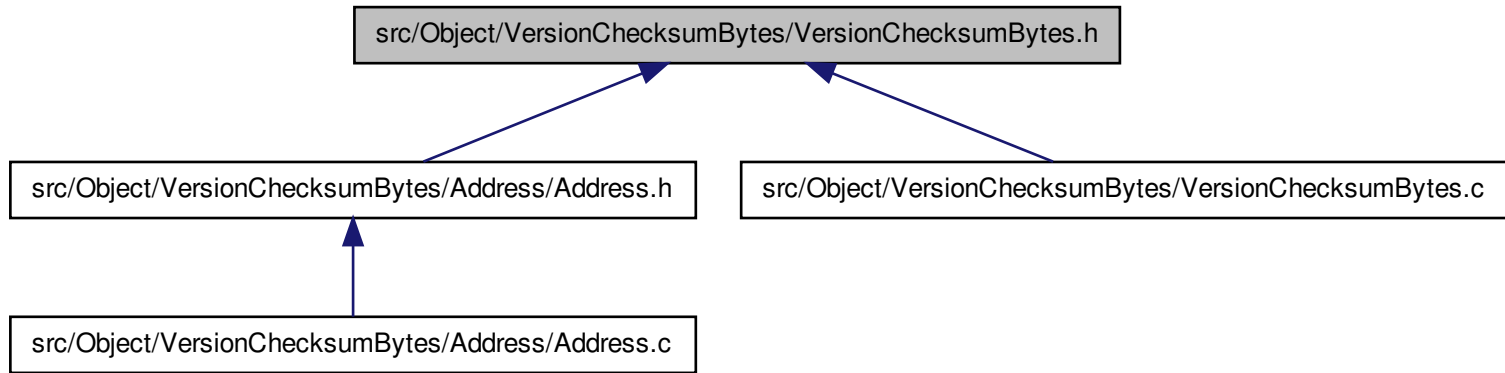 src/Object/VersionChecksumBytes/VersionChecksumBytes.h
src/Object/VersionChecksumBytes/Address/Address.h
src/Object/VersionChecksumBytes/VersionChecksumBytes.c
src/Object/VersionChecksumBytes/Address/Address.c